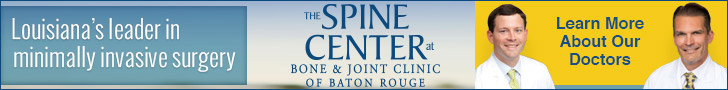 Louisiana's leader in
minimally invasive surgery
THE SPINE
CENTER at
BONE & JOINT CLINIC
OF BATON ROUGE
Learn More
About Our
Doctors